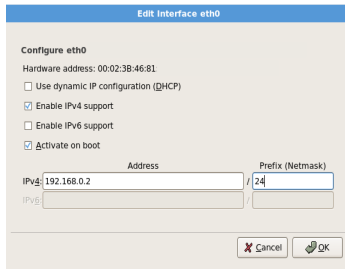 Edit Interface eth0
Configure eth0
Hardware address: 00:02:3B:46:81
Use dynamic IP configuration (DHCP)
Enable IPv4 support
Enable IPv6 support
Activate on boot
Address Prefix (Netmask)
IPv4: 192.168.0.2 / 24
IPv6: /
Cancel OK